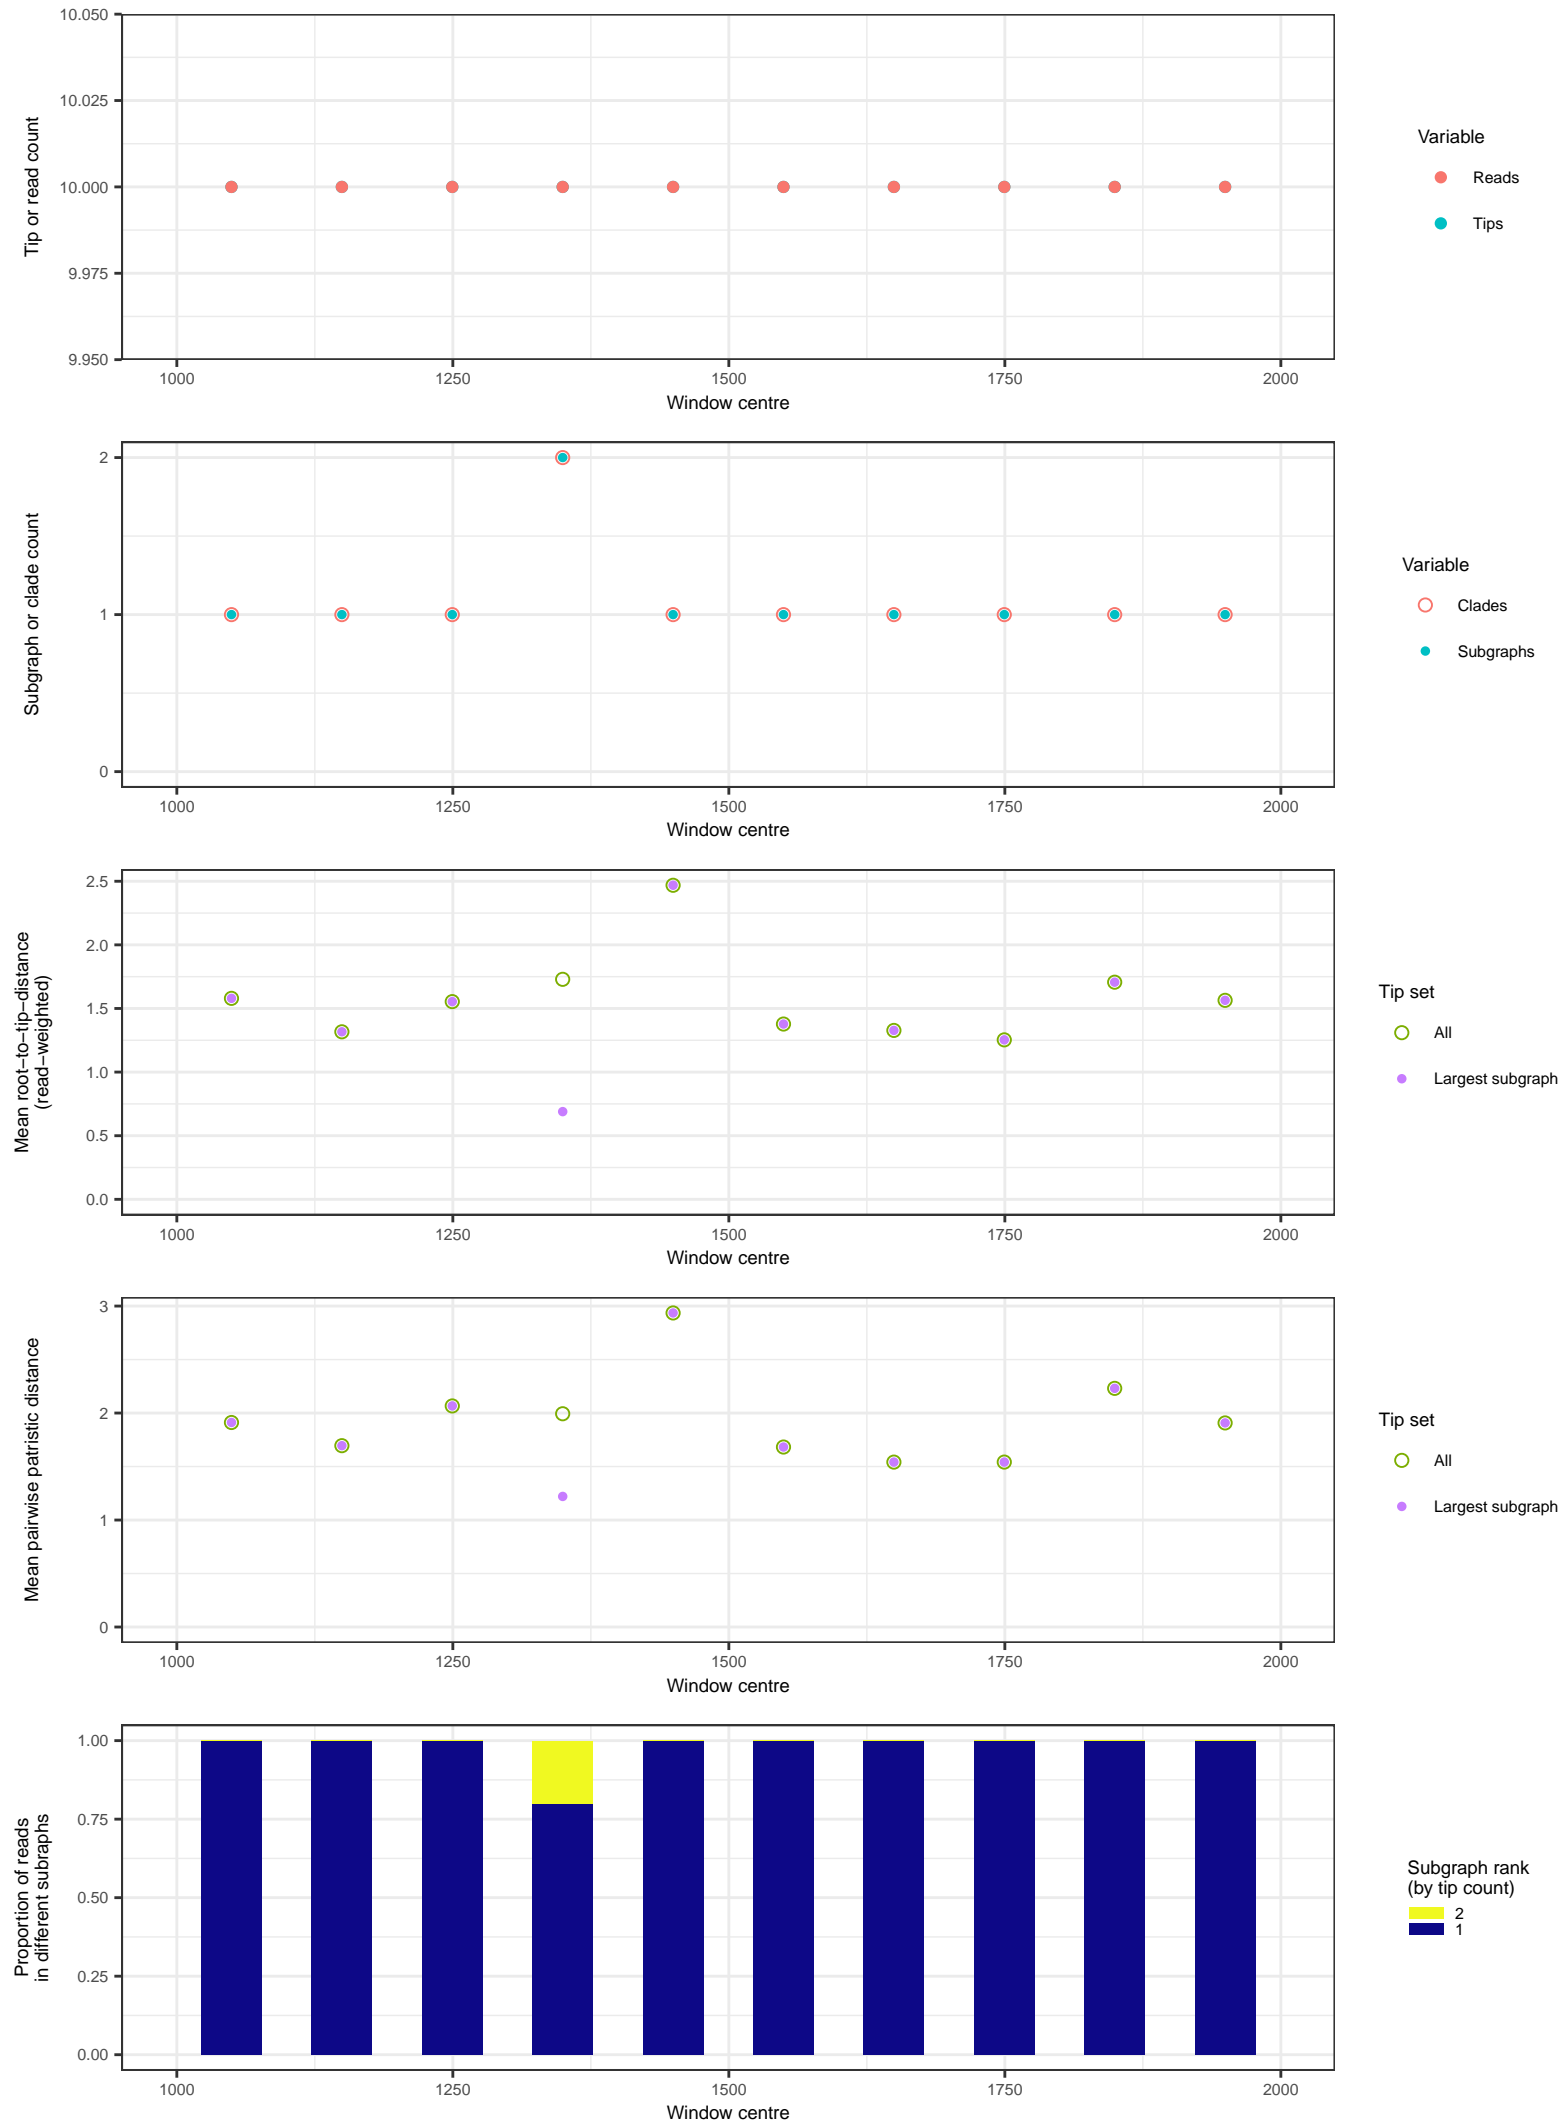 10.050
10.025
10.000
9.975
9.950
Tip or read count
1000 1250 1500 1750 2000
Window centre
Variable
Reads
Tips
2
1
0
Subgraph or clade count
1000 1250 1500 1750 2000
Window centre
Variable
Clades
Subgraphs
2.5
2.0
1.5
1.0
0.5
0.0
Mean root−to−tip−distance
(read−weighted)
1000 1250 1500 1750 2000
Window centre
Tip set
All
Largest subgraph
3
2
1
0
Mean pairwise patristic distance
1000 1250 1500 1750 2000
Window centre
Tip set
All
Largest subgraph
1.00
0.75
0.50
0.25
0.00
Proportion of reads
in different subraphs
1000 1250 1500 1750 2000
Window centre
Subgraph rank
(by tip count)
2
1